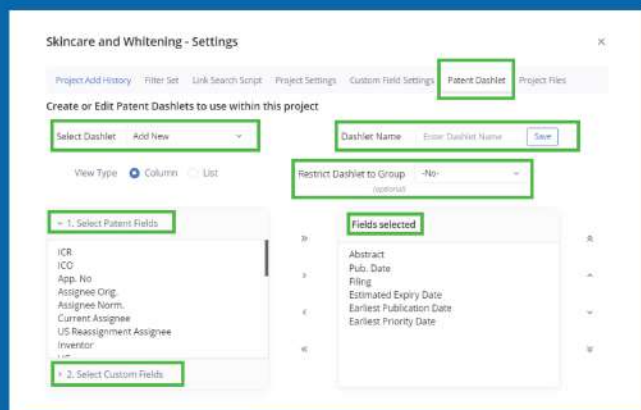 Skincare and Whitening - Settings
Project Add History Filter Set Link Search Script Project Settings Custom Field Settings Patent Dashlet Project Files
Create or Edit Patent Dashlets to use within this project
Select Dashlet Add New Dashlet Name Enter Dashlet Name Save
View Type Column List Restrict Dashlet to Group -No-
(optional)
1. Select Patent Fields
ICR
ICO
App. No
Assignee Orig.
Assignee Norm.
Current Assignee
US Reassignment Assignee
Inventor
2. Select Custom Fields
Fields selected
Abstract
Pub. Date
Filing
Estimated Expiry Date
Earliest Publication Date
Earliest Priority Date